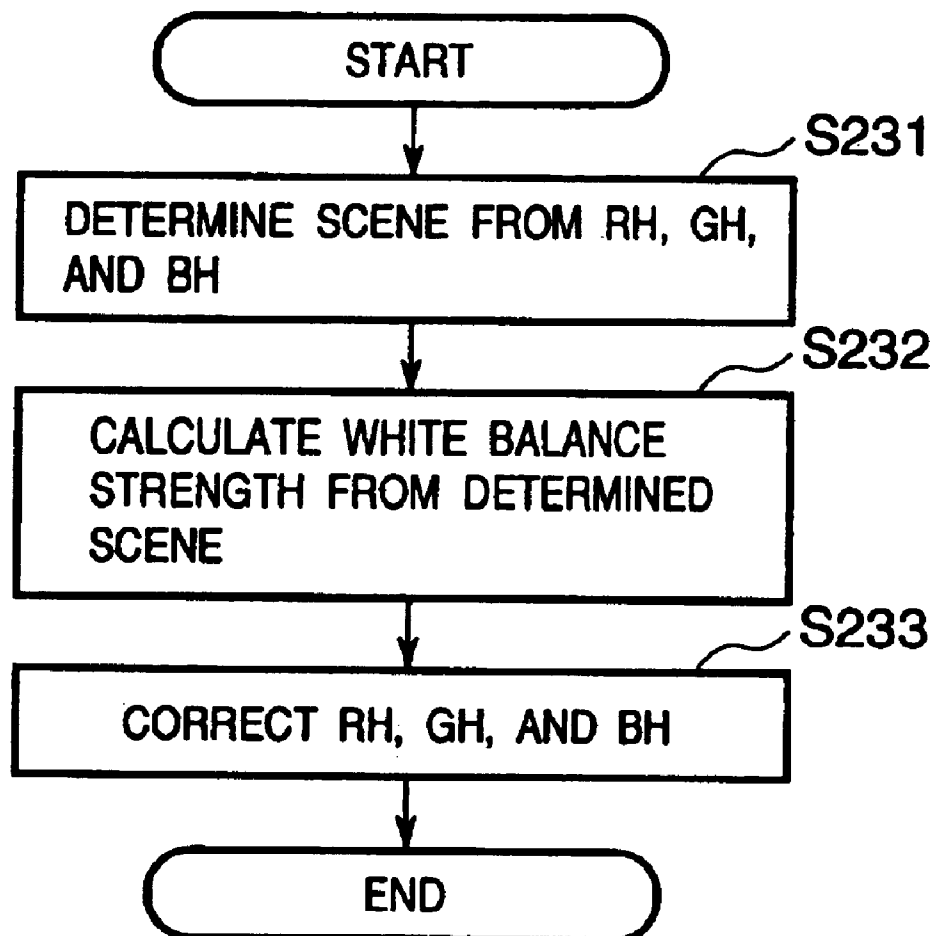 START
S231
DETERMINE SCENE FROM RH, GH,
AND BH
S232
CALCULATE WHITE BALANCE
STRENGTH FROM DETERMINED
SCENE
S233
CORRECT RH, GH, AND BH
END